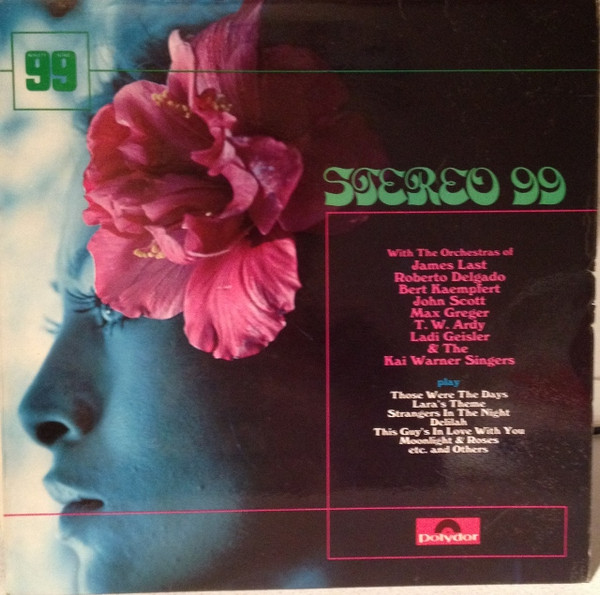 99
STEREO 99
With The Orchestras of
James Last
Roberto Delgado
Bert Kaempfert
John Scott
Max Greger
T. W. Ardy
Ladi Geisler
& The
Kai Warner Singers
play
Those Were The Days
Lara's Theme
Strangers In The Night
Delilah
This Guy's In Love With You
Moonlight & Roses
etc. and Others
Polydor